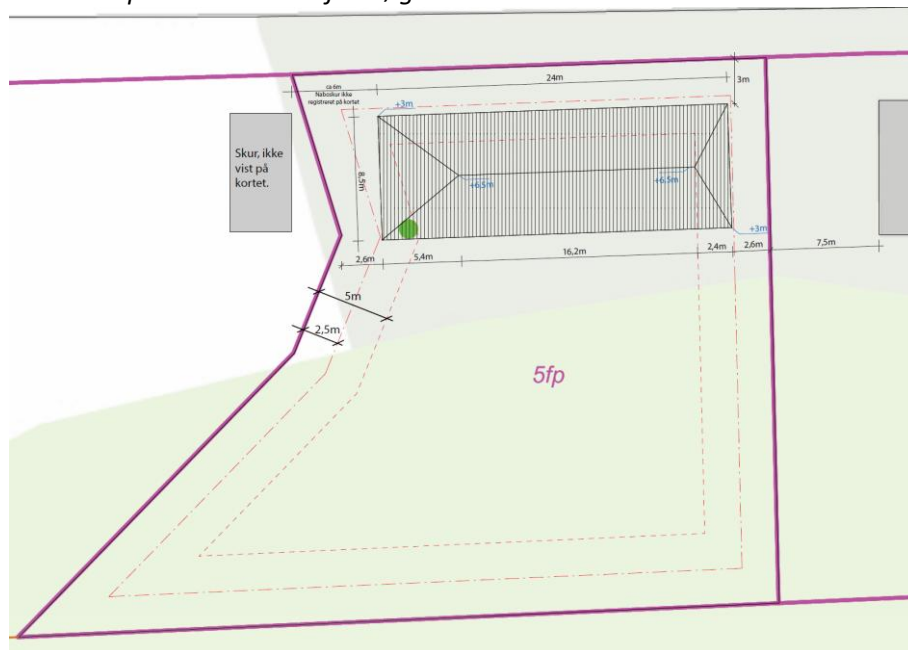 24m
3m
ca 6m
Naboskur ikke
registreret på kortet
+3m
Skur, ikke
vist på
kortet.
8,5m
+6,5m
+6,5m
+3m
2,6m
5,4m
16,2m
2,4m
2,6m
7,5m
5m
2,5m
5fp